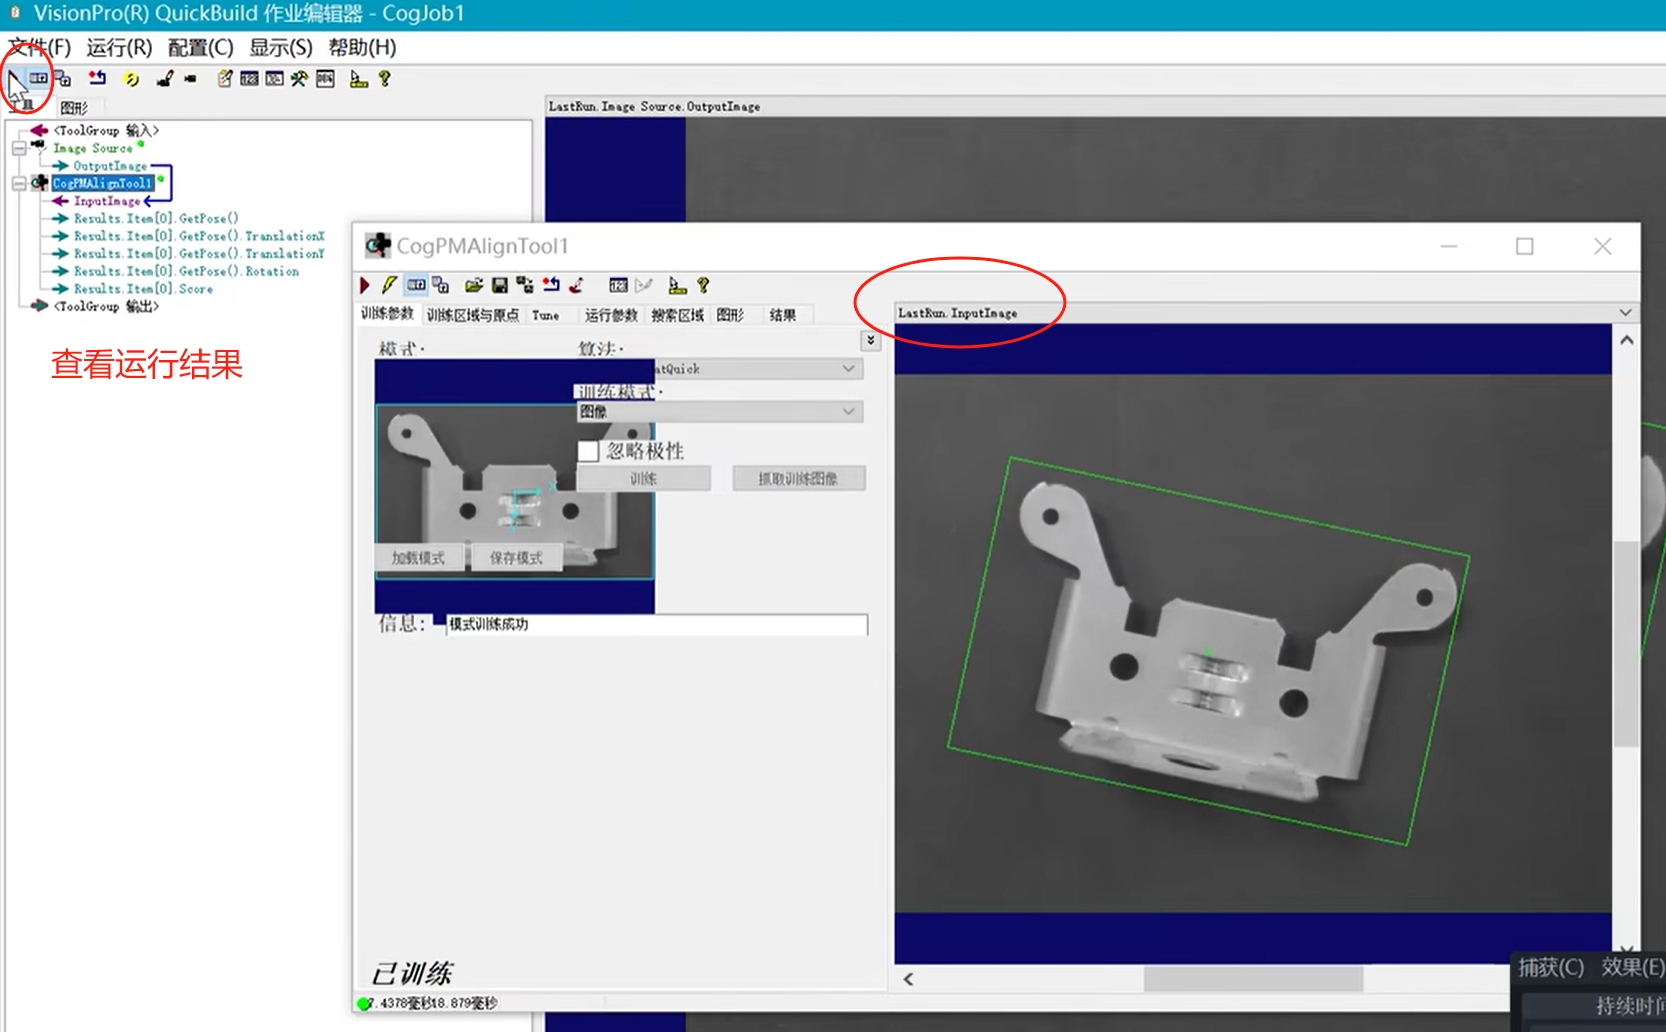 VisionPro(R) QuickBuild 作业编辑器 - CogJob1
文件(F) 运行(R) 配置(C) 显示(S) 帮助(H)
工具 图形
<ToolGroup 输入>
Image Source
OutputImage
CogPMAlignTool1
InputImage
Results.Item[0].GetPose()
Results.Item[0].GetPose().TranslationX
Results.Item[0].GetPose().TranslationY
Results.Item[0].GetPose().Rotation
Results.Item[0].Score
<ToolGroup 输出>
查看运行结果
LastRun.Image Source.OutputImage
CogPMAlignTool1
训练参数 训练区域与原点 Tune 运行参数 搜索区域 图形 结果
模式:
算法:
atQuick
训练模式:
图像
忽略极性
训练 抓取训练图像
加载模式 保存模式
信息: 模式训练成功
已训练
7.4378毫秒18.879毫秒
LastRun.InputImage
捕获(C) 效果(E)
持续时间